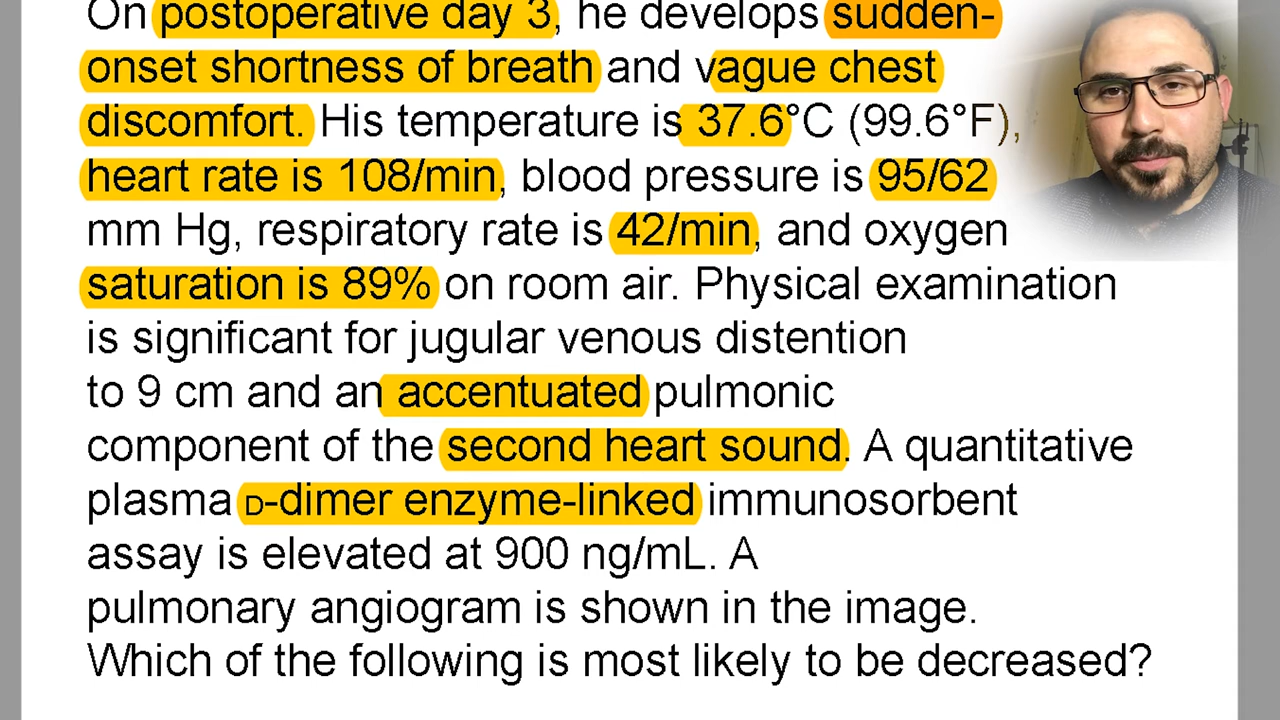 On postoperative day 3, he develops sudden-
onset shortness of breath and vague chest
discomfort. His temperature is 37.6°C (99.6°F),
heart rate is 108/min, blood pressure is 95/62
mm Hg, respiratory rate is 42/min, and oxygen
saturation is 89% on room air. Physical examination
is significant for jugular venous distention
to 9 cm and an accentuated pulmonic
component of the second heart sound. A quantitative
plasma D-dimer enzyme-linked immunosorbent
assay is elevated at 900 ng/mL. A
pulmonary angiogram is shown in the image.
Which of the following is most likely to be decreased?